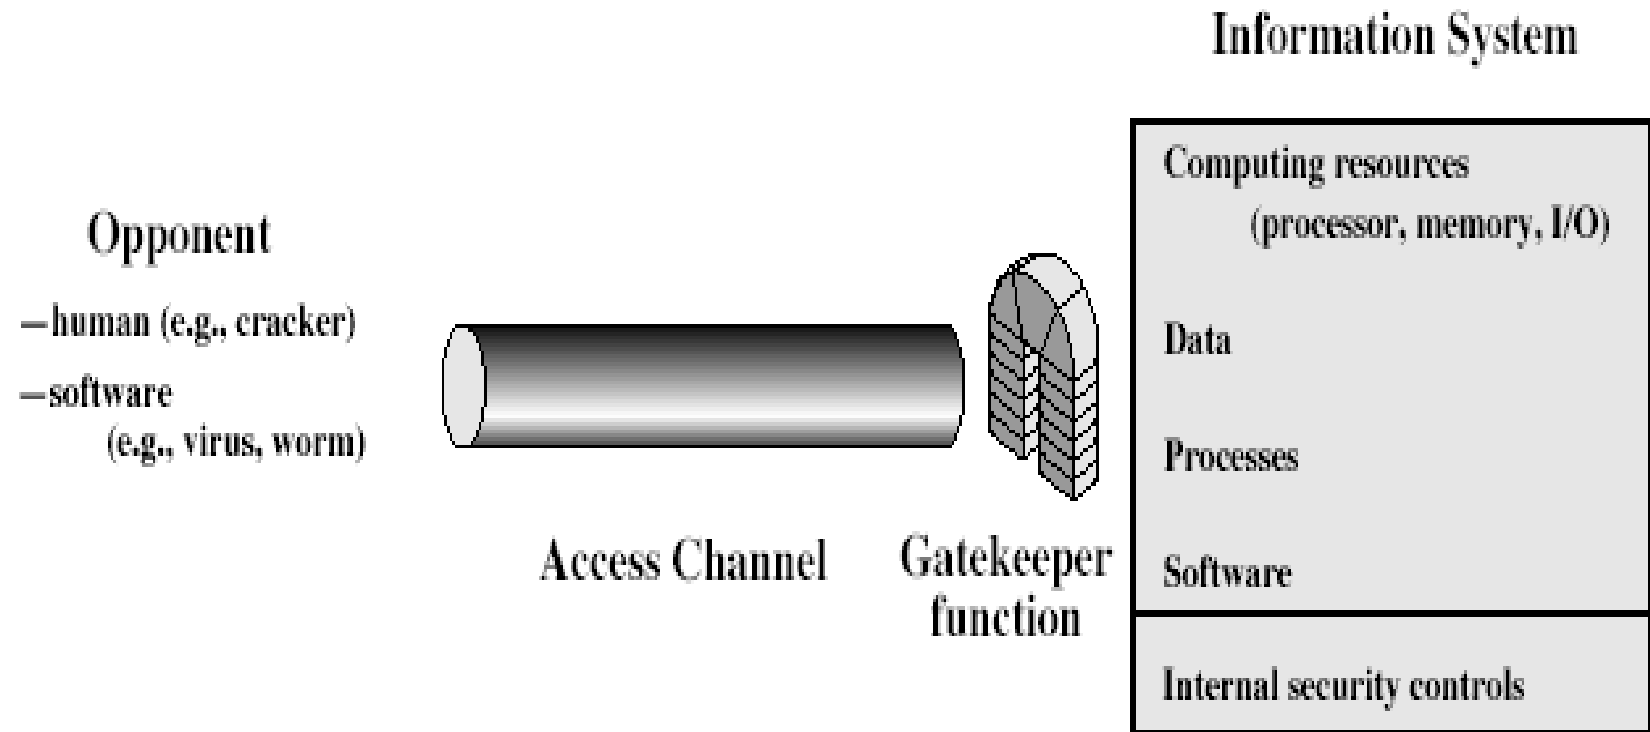 Information System
Opponent
—human (e.g., cracker)
—software
(e.g., virus, worm)
Access Channel
Gatekeeper
function
Computing resources
(processor, memory, I/O)
Data
Processes
Software
Internal security controls